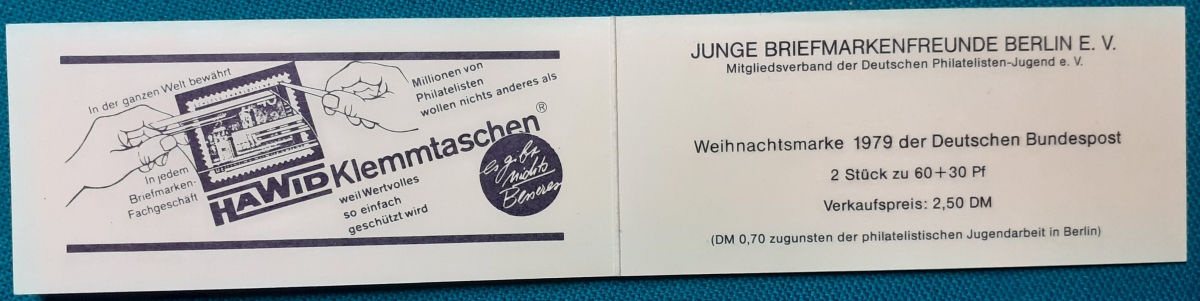 In der ganzen Welt bewährt
Millionen von
Philatelisten
wollen nichts anderes als
HAWID Klemmtaschen®
In jedem
Briefmarken-
Fachgeschäft
weil Wertvolles
so einfach
geschützt wird
es gibt
nichts
Besseres
JUNGE BRIEFMARKENFREUNDE BERLIN E. V.
Mitgliedsverband der Deutschen Philatelisten-Jugend e. V.
Weihnachtsmarke 1979 der Deutschen Bundespost
2 Stück zu 60+30 Pf
Verkaufspreis: 2,50 DM
(DM 0,70 zugunsten der philatelistischen Jugendarbeit in Berlin)